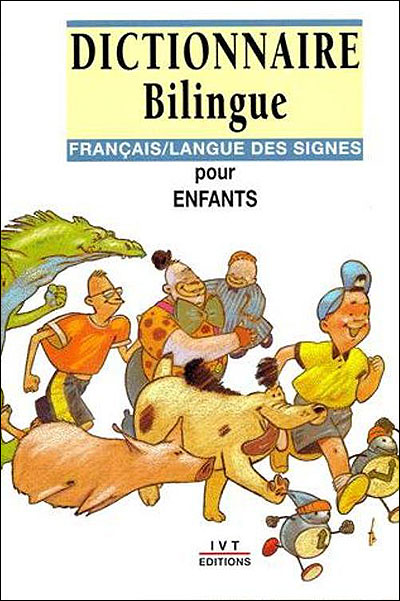 DICTIONNAIRE
Bilingue
FRANÇAIS/LANGUE DES SIGNES
pour
ENFANTS
IVT
EDITIONS